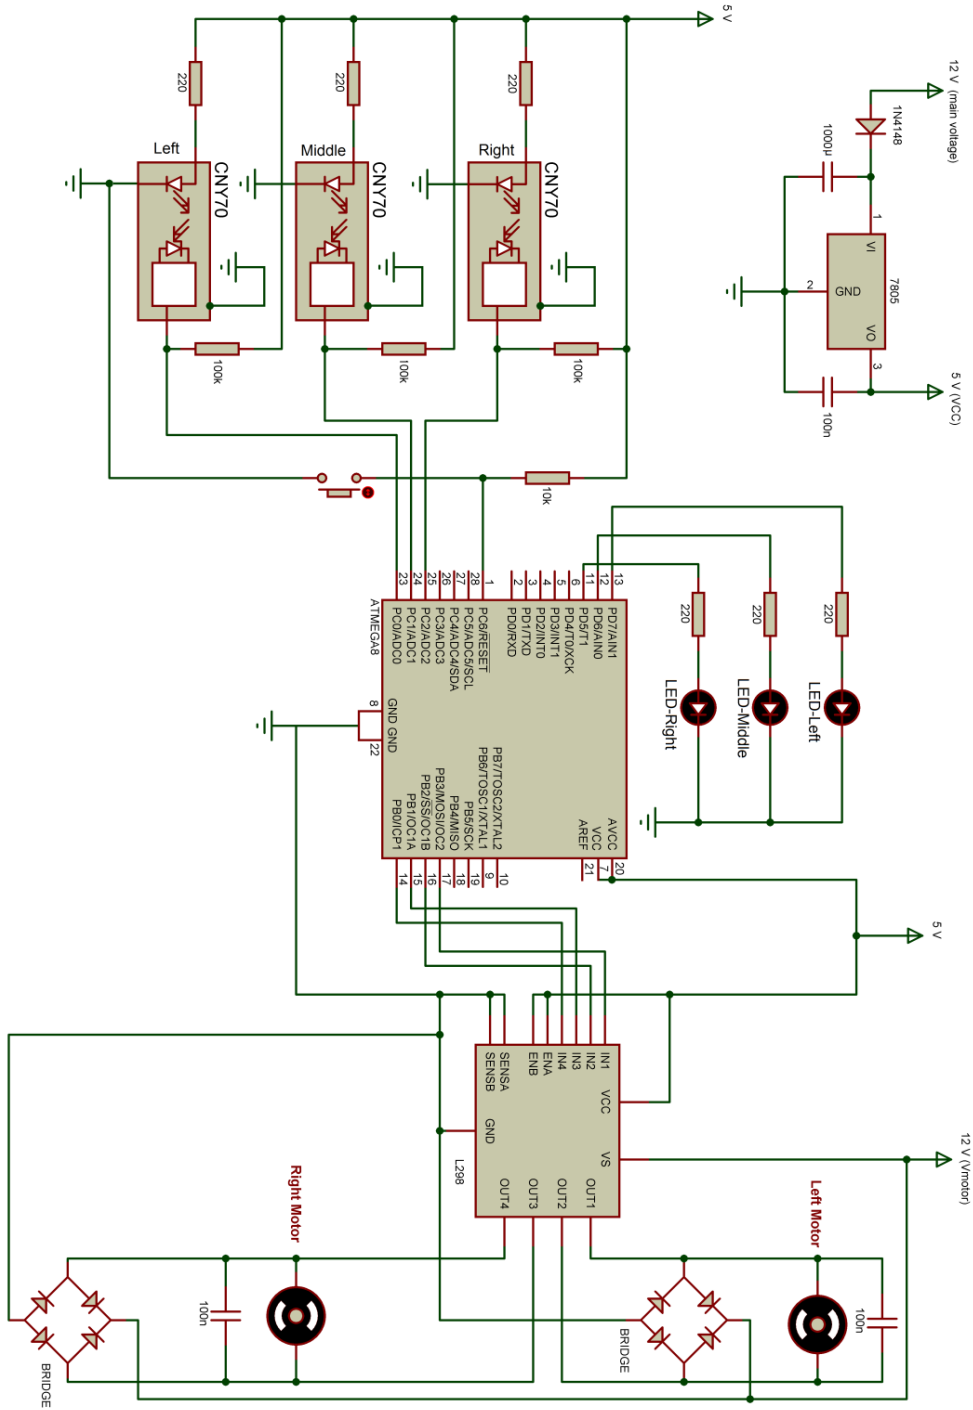 5 V
12 V (main voltage)
1N4148
1000µ
1
VI
7805
2
GND
VO
3
5 V (VCC)
100n
220
220
220
Left
Middle
Right
CNY70
CNY70
CNY70
100k
100k
100k
10k
23
24
25
26
27
28
1
2
3
4
5
6
11
12
13
PC0/ADC0
PC1/ADC1
PC2/ADC2
PC3/ADC3
PC4/ADC4/SDA
PC5/ADC5/SCL
PC6/RESET
PD0/RXD
PD1/TXD
PD2/INT0
PD3/INT1
PD4/T0/XCK
PD5/T1
PD6/AIN0
PD7/AIN1
ATMEGA8
8
GND
GND
22
PB0/ICP1
PB1/OC1A
PB2/SS/OC1B
PB3/MOSI/OC2
PB4/MISO
PB5/SCK
PB6/TOSC1/XTAL1
PB7/TOSC2/XTAL2
AREF
VCC
AVCC
14
15
16
17
18
19
9
10
21
7
20
220
220
220
LED-Right
LED-Middle
LED-Left
5 V
SENSB
SENSA
ENB
ENA
IN4
IN3
IN2
IN1
VCC
GND
VS
L298
OUT4
OUT3
OUT2
OUT1
12 V (Vmotor)
Right Motor
Left Motor
100n
100n
BRIDGE
BRIDGE